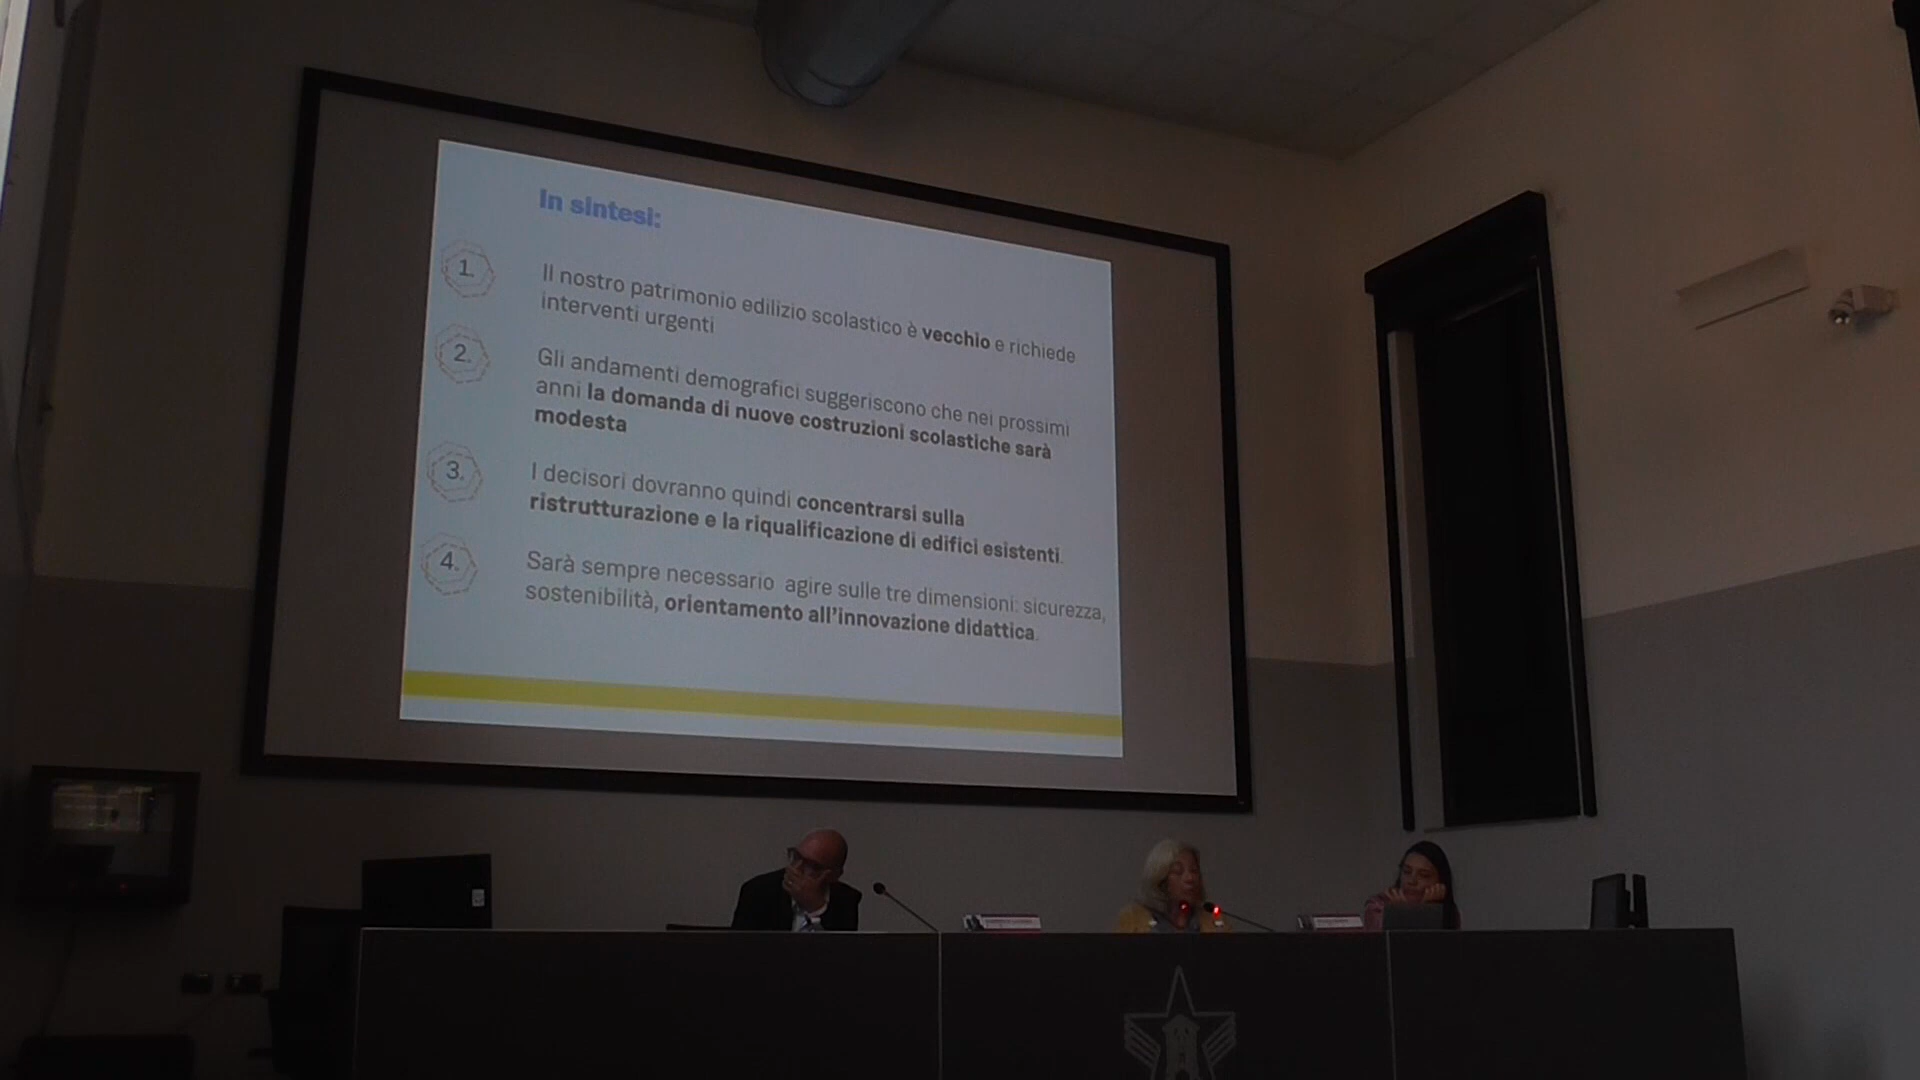 In sintesi:
1.
Il nostro patrimonio edilizio scolastico è vecchio e richiede
interventi urgenti
2.
Gli andamenti demografici suggeriscono che nei prossimi
anni la domanda di nuove costruzioni scolastiche sarà
modesta
3.
I decisori dovranno quindi concentrarsi sulla
ristrutturazione e la riqualificazione di edifici esistenti.
4.
Sarà sempre necessario agire sulle tre dimensioni: sicurezza,
sostenibilità, orientamento all'innovazione didattica.